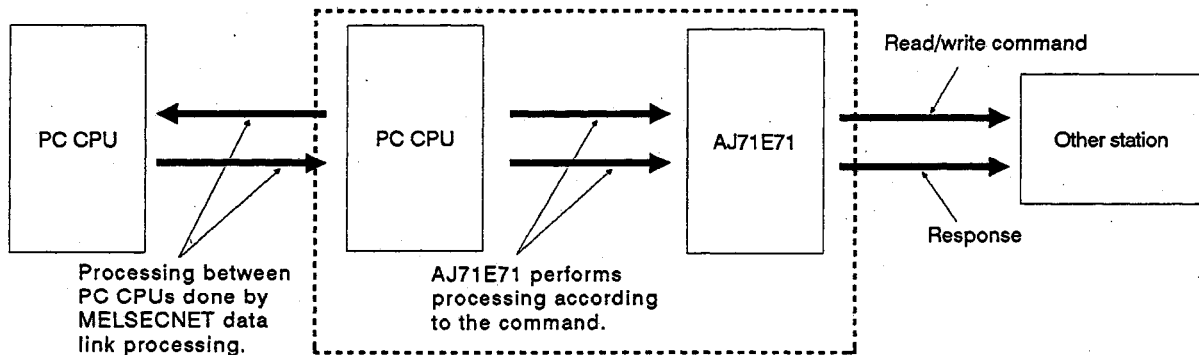 PC CPU
PC CPU
AJ71E71
Read/write command
Other station
Response
Processing between
PC CPUs done by
MELSECNET data
link processing.
AJ71E71 performs
processing according
to the command.